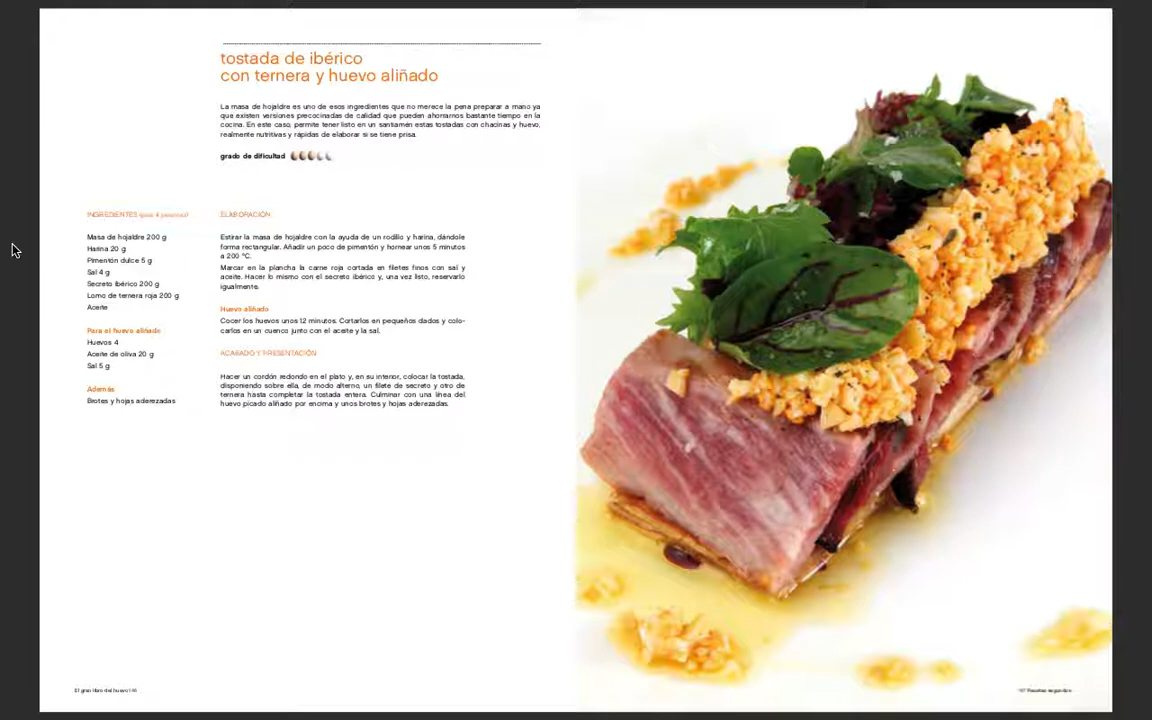 tostada de ibérico
con ternera y huevo aliñado
La masa de hojaldre es uno de esos ingredientes que no merece la pena preparar a mano ya
que existen versiones precocinadas de calidad que pueden ahorrarnos bastante tiempo en la
cocina. En este caso, permite tener listo en un santiamén estas tostadas con chacinas y huevo,
realmente nutritivas y rápidas de elaborar si se tiene prisa.
grado de dificultad
INGREDIENTES (para 4 personas)
Masa de hojaldre 200 g
Harina 20 g
Pimentón dulce 5 g
Sal 4 g
Secreto ibérico 200 g
Lomo de ternera roja 200 g
Aceite
Para el huevo aliñado
Huevos 4
Aceite de oliva 20 g
Sal 5 g
Además
Brotes y hojas aderezadas
ELABORACIÓN
Estirar la masa de hojaldre con la ayuda de un rodillo y harina, dándole
forma rectangular. Añadir un poco de pimentón y hornear unos 5 minutos
a 200 °C.
Marcar en la plancha la carne roja cortada en filetes finos con sal y
aceite. Hacer lo mismo con el secreto ibérico y, una vez listo, reservarlo
igualmente.
Huevo aliñado
Cocer los huevos unos 12 minutos. Cortarlos en pequeños dados y colo-
carlos en un cuenco junto con el aceite y la sal.
ACABADO Y PRESENTACIÓN
Hacer un cordón redondo en el plato y, en su interior, colocar la tostada,
disponiendo sobre ella, de modo alterno, un filete de secreto y otro de
ternera hasta completar la tostada entera. Culminar con una línea del
huevo picado aliñado por encima y unos brotes y hojas aderezadas.
El gran libro del huevo
Recetas segundos